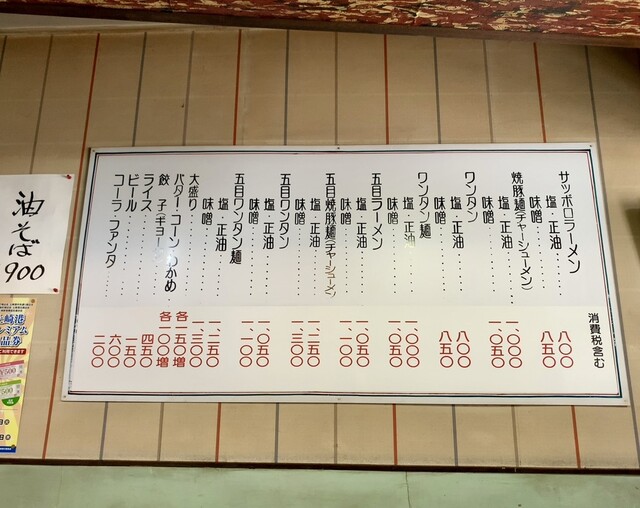 消費税含む
サッポロラーメン
塩・正油……八〇〇
味噌……八五〇
焼豚麺(チャーシューメン)
塩・正油……一、〇〇〇
味噌……一、〇五〇
ワンタン
塩・正油……八〇〇
味噌……八五〇
ワンタン麺
塩・正油……一、〇〇〇
味噌……一、〇五〇
五目ラーメン
塩・正油……一、〇五〇
味噌……一、一〇〇
五目焼豚麺(チャーシューメン)
塩・正油……一、二五〇
味噌……一、三〇〇
五目ワンタン
塩・正油……一、〇五〇
味噌……一、一〇〇
五目ワンタン麺
塩・正油……一、二五〇
味噌……一、三〇〇
大盛り……各一五〇増
バター・コーン・わかめ……各一〇〇増
餃子(ギョー……四五〇
ライス……一五〇
ビール……六〇〇
コーラ・ファンタ……二〇〇
油そば
900